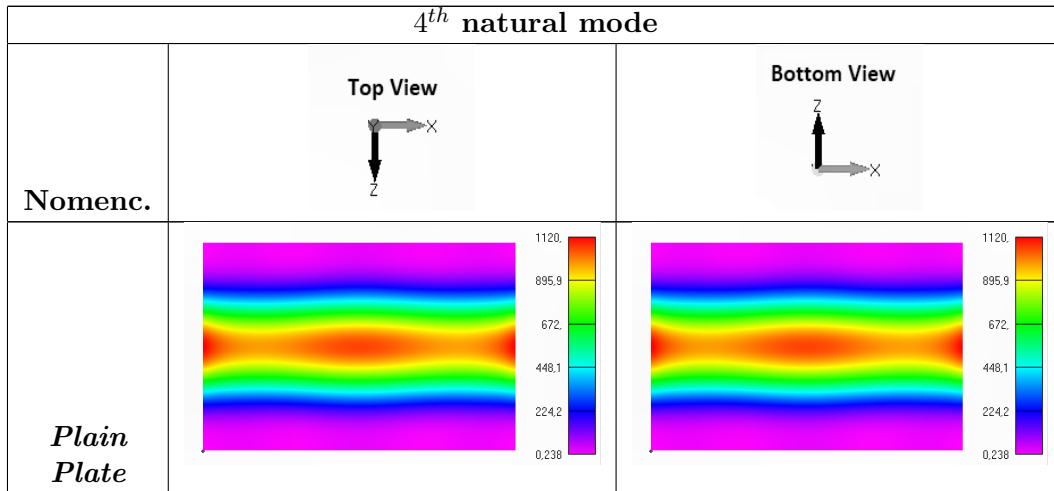 4th natural mode
Nomenc.
Top View
Y
X
Z
Bottom View
Z
X
Plain
Plate
1120,
895,9
672,
448,1
224,2
0,238
1120,
895,9
672,
448,1
224,2
0,238